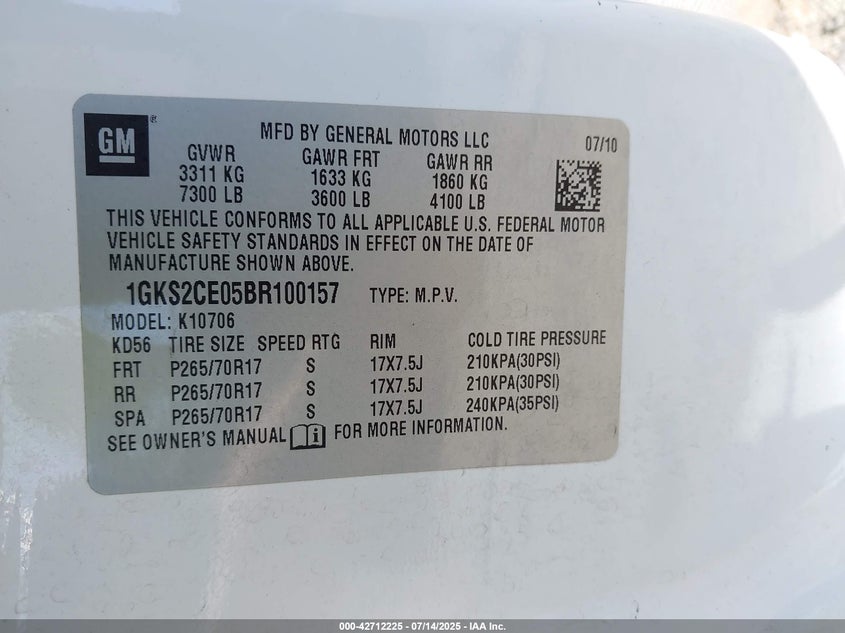 GM ®
MFD BY GENERAL MOTORS LLC 07/10
GVWR GAWR FRT GAWR RR
3311 KG 1633 KG 1860 KG
7300 LB 3600 LB 4100 LB
THIS VEHICLE CONFORMS TO ALL APPLICABLE U.S. FEDERAL MOTOR
VEHICLE SAFETY STANDARDS IN EFFECT ON THE DATE OF
MANUFACTURE SHOWN ABOVE.
1GKS2CE05BR100157 TYPE: M.P.V.
MODEL: K10706
KD56 TIRE SIZE SPEED RTG RIM COLD TIRE PRESSURE
FRT P265/70R17 S 17X7.5J 210KPA(30PSI)
RR P265/70R17 S 17X7.5J 210KPA(30PSI)
SPA P265/70R17 S 17X7.5J 240KPA(35PSI)
SEE OWNER'S MANUAL i FOR MORE INFORMATION.
000-42712225 - 07/14/2025 - IAA Inc.